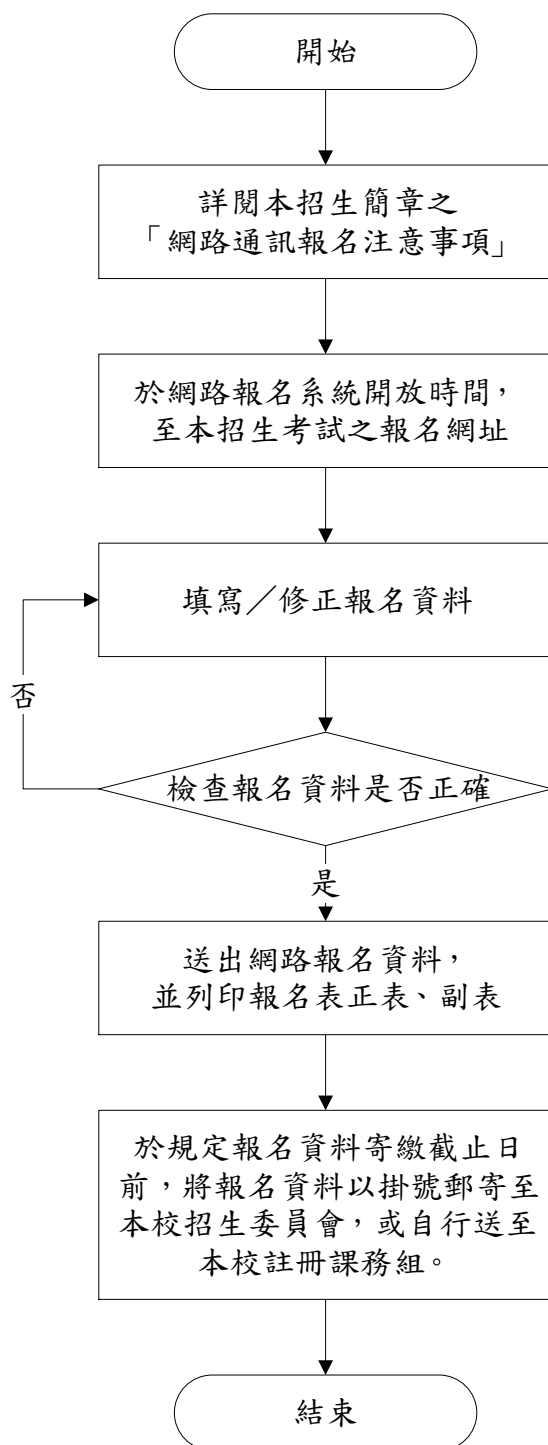 開始
詳閱本招生簡章之
「網路通訊報名注意事項」
於網路報名系統開放時間，
至本招生考試之報名網址
填寫／修正報名資料
否
檢查報名資料是否正確
是
送出網路報名資料，
並列印報名表正表、副表
於規定報名資料寄繳截止日
前，將報名資料以掛號郵寄至
本校招生委員會，或自行送至
本校註冊課務組。
結束